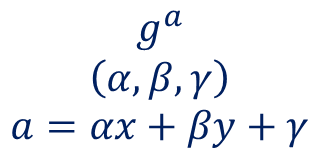 g^a
(α, β, γ)
a = αx + βy + γ